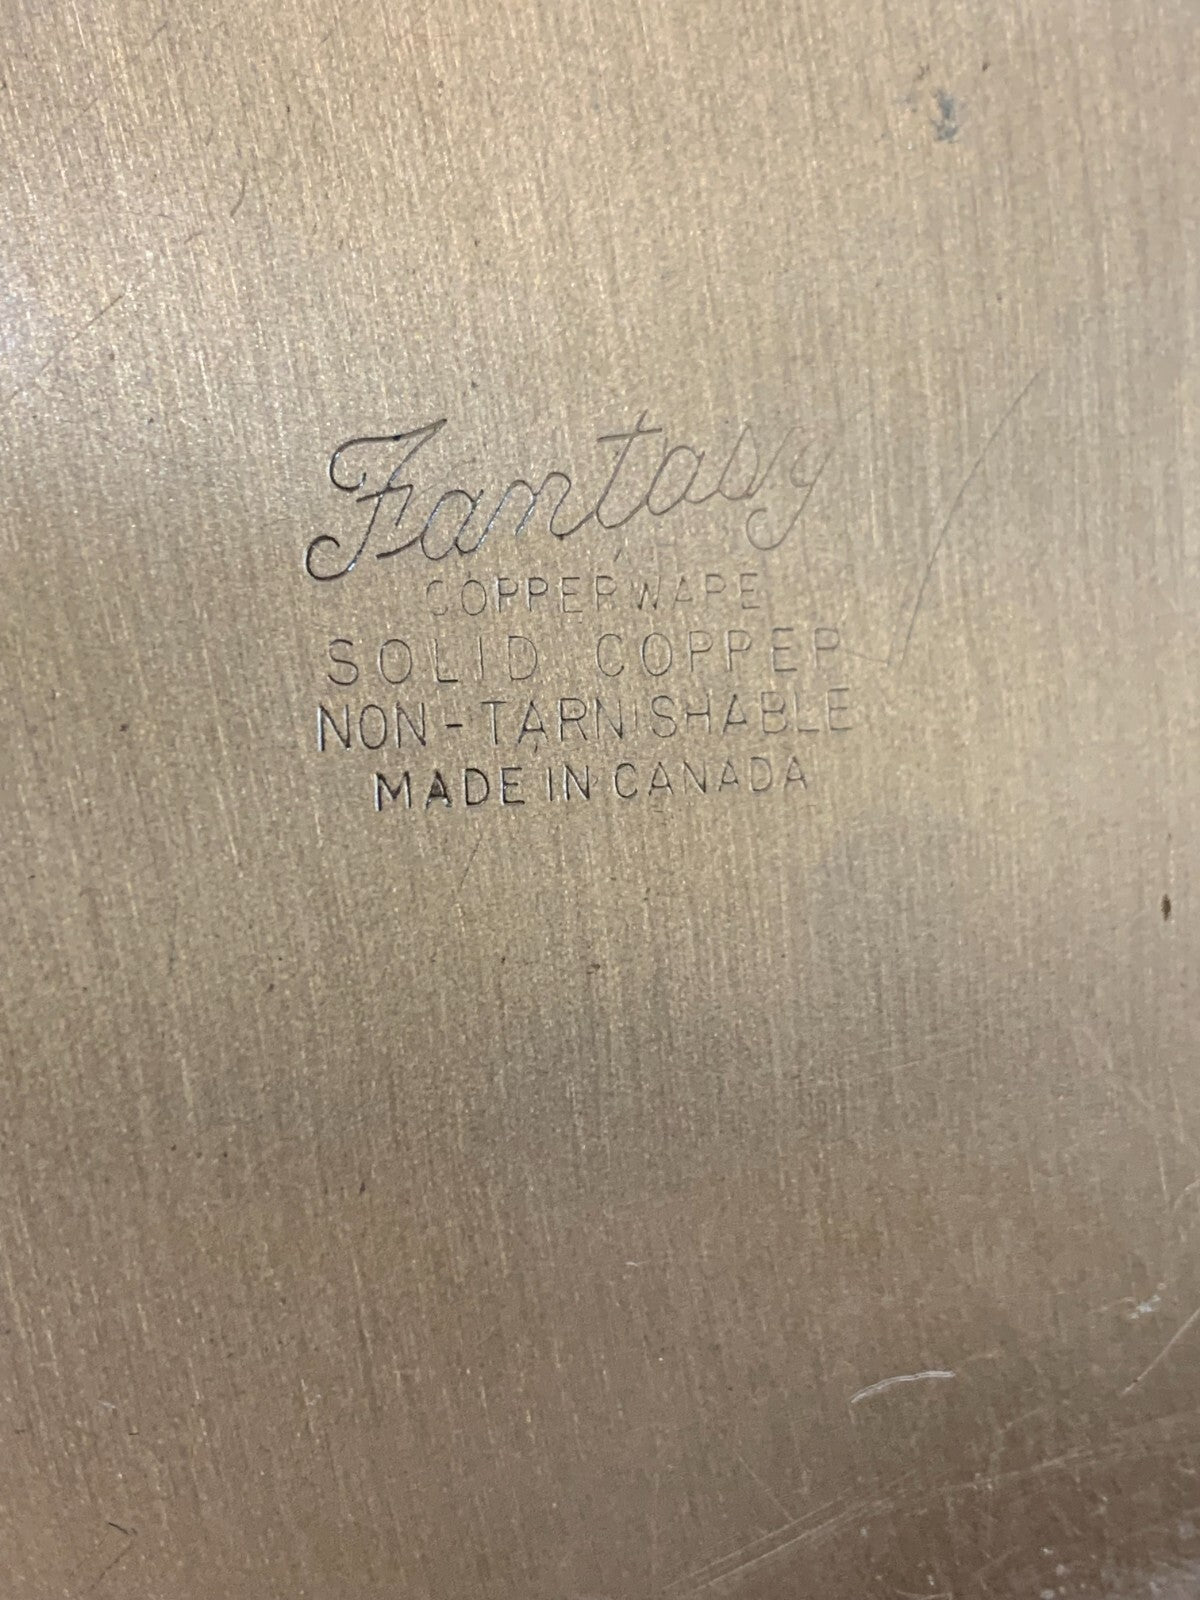 Fantasy
COPPERWARE
SOLID COPPER
NON-TARNISHABLE
MADE IN CANADA